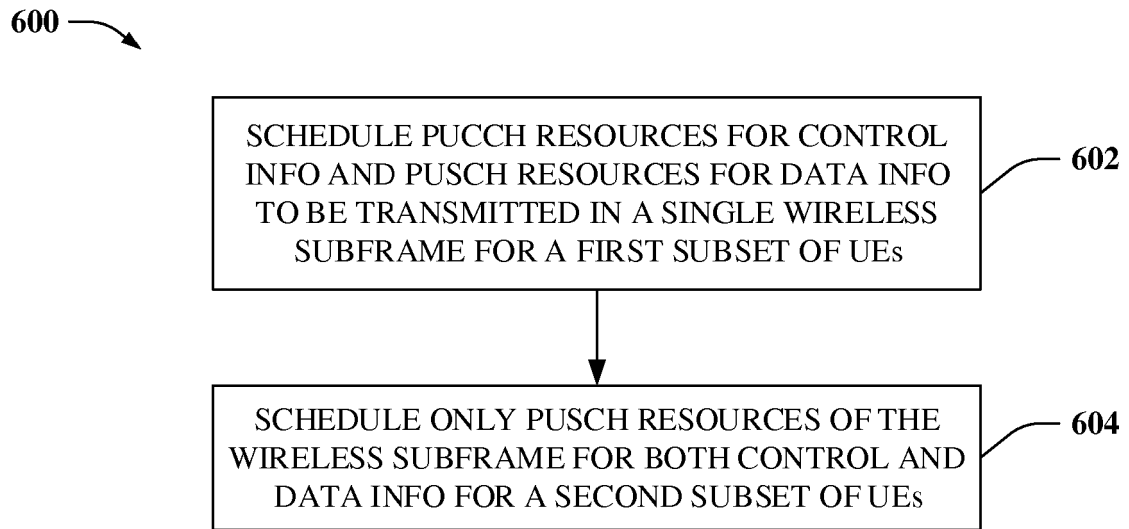 600
SCHEDULE PUCCH RESOURCES FOR CONTROL
INFO AND PUSCH RESOURCES FOR DATA INFO
TO BE TRANSMITTED IN A SINGLE WIRELESS
SUBFRAME FOR A FIRST SUBSET OF UEs
602
SCHEDULE ONLY PUSCH RESOURCES OF THE
WIRELESS SUBFRAME FOR BOTH CONTROL AND
DATA INFO FOR A SECOND SUBSET OF UEs
604